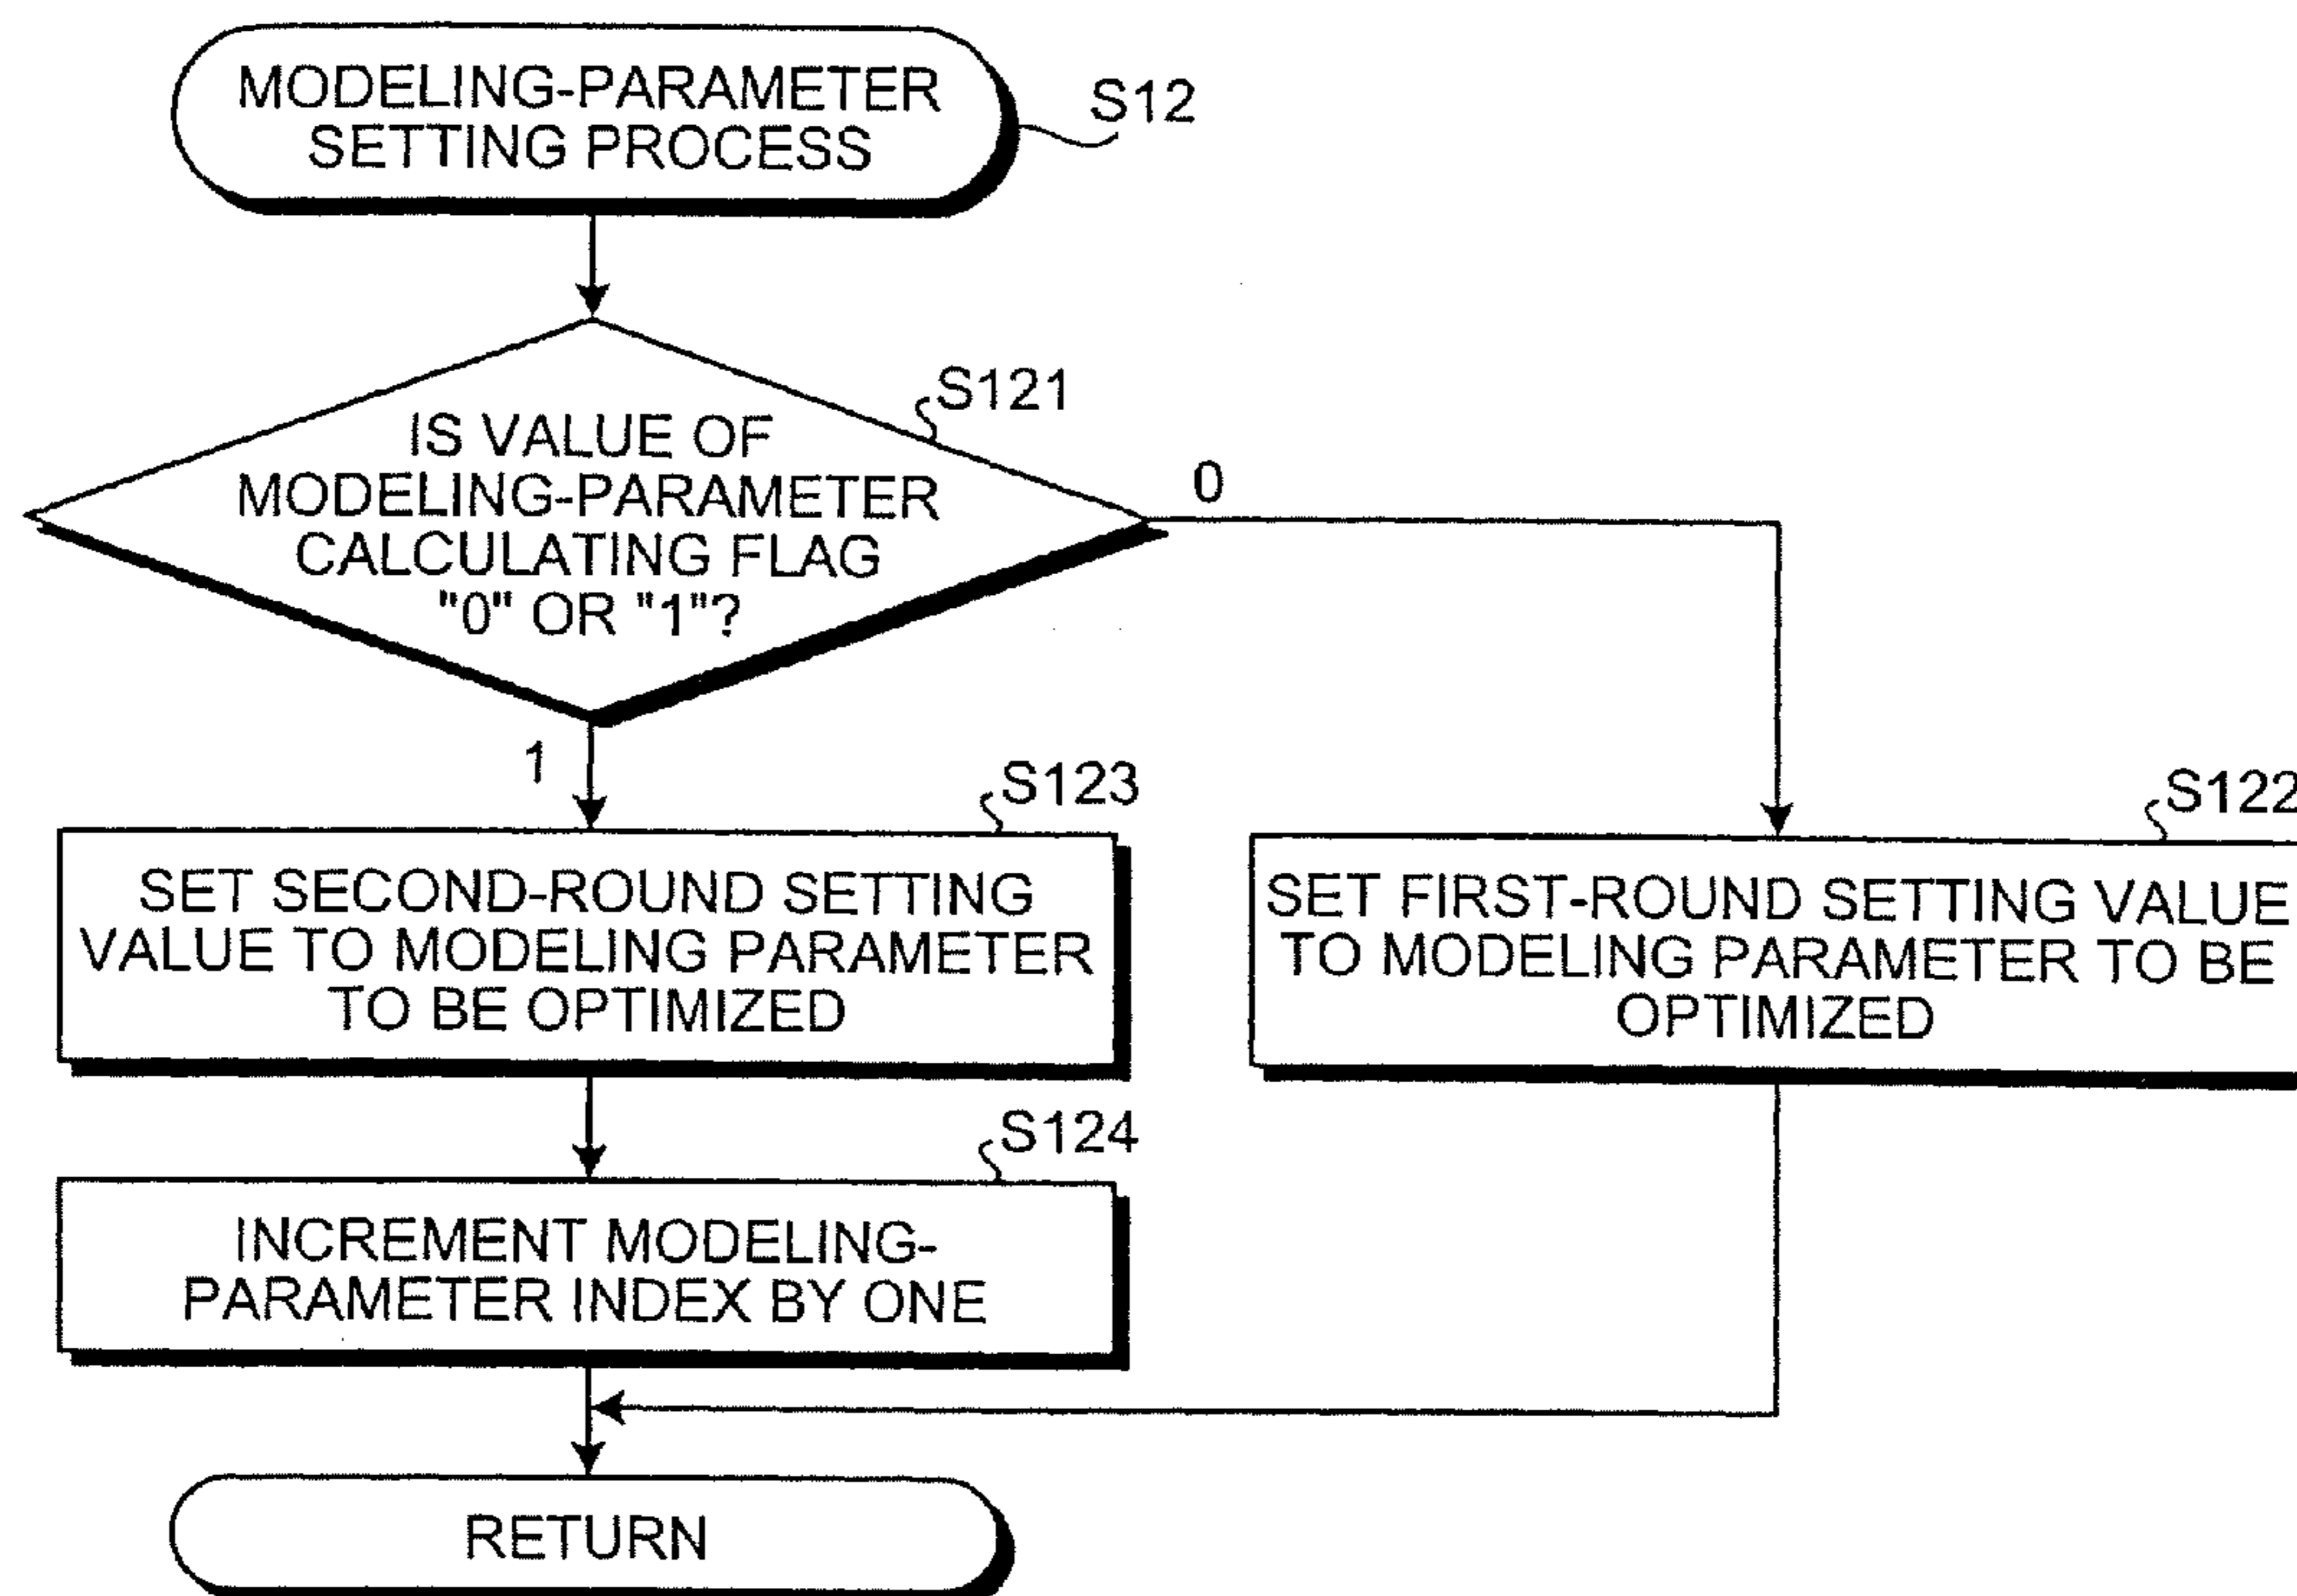 MODELING-PARAMETER
SETTING PROCESS
S12
S121
IS VALUE OF
MODELING-PARAMETER
CALCULATING FLAG
"0" OR "1"?
0
1
S123
SET SECOND-ROUND SETTING
VALUE TO MODELING PARAMETER
TO BE OPTIMIZED
S122
SET FIRST-ROUND SETTING VALUE
TO MODELING PARAMETER TO BE
OPTIMIZED
S124
INCREMENT MODELING-
PARAMETER INDEX BY ONE
RETURN